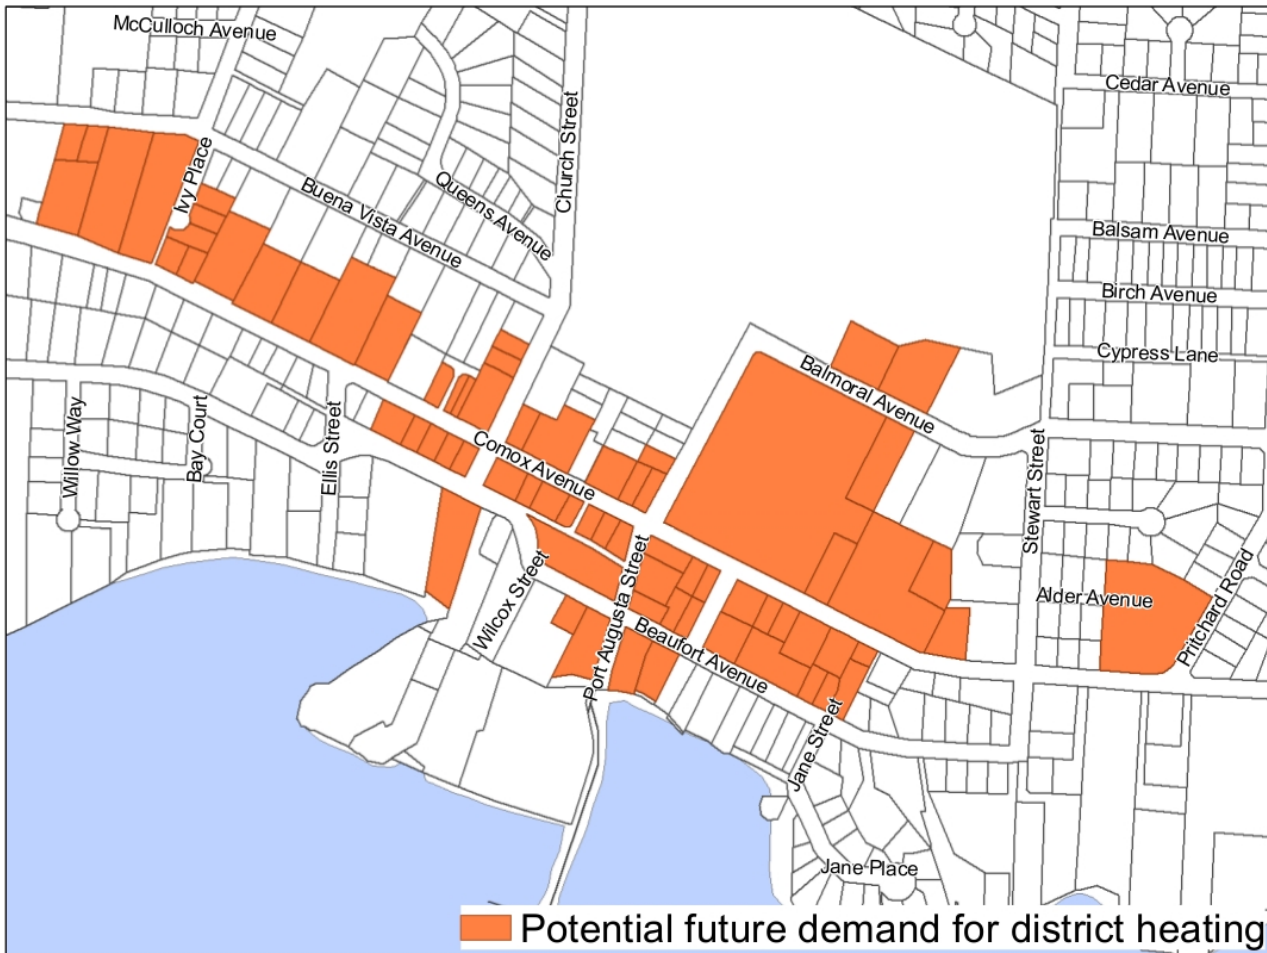 McCulloch Avenue
Cedar Avenue
Church Street
Ivy Place
Queens Avenue
Buena Vista Avenue
Balsam Avenue
Birch Avenue
Cypress Lane
Balmoral Avenue
Willow Way
Bay Court
Ellis Street
Comox Avenue
Stewart Street
Wilcox Street
Port Augusta Street
Alder Avenue
Pritchard Road
Beaufort Avenue
Jane Street
Jane Place
Potential future demand for district heating